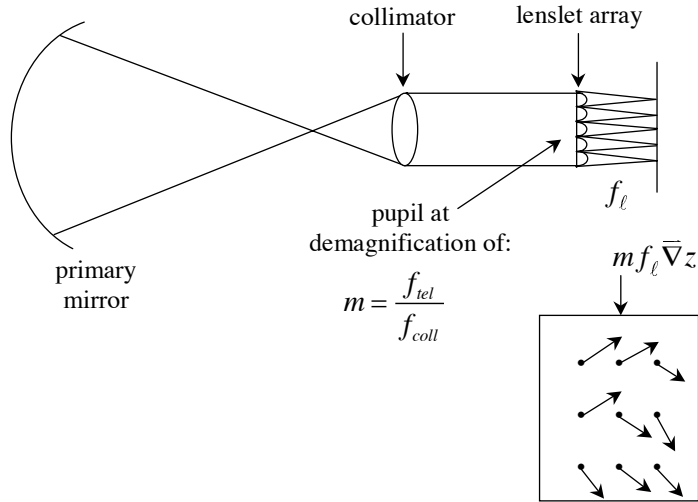 collimator
lenslet array
primary
mirror
pupil at
demagnification of:
m = f_tel / f_coll
f_ℓ
m f_ℓ ∇̄ z